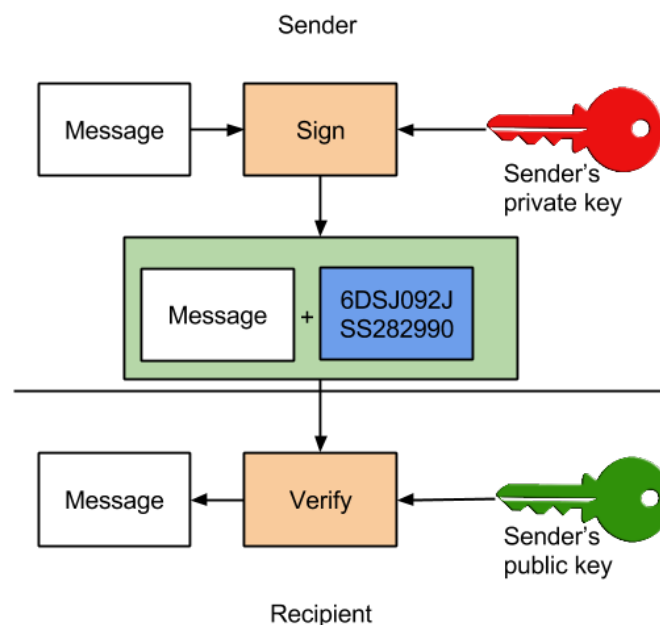 Sender
Message
Sign
Sender's
private key
Message
+
6DSJ092J
SS282990
Message
Verify
Sender's
public key
Recipient